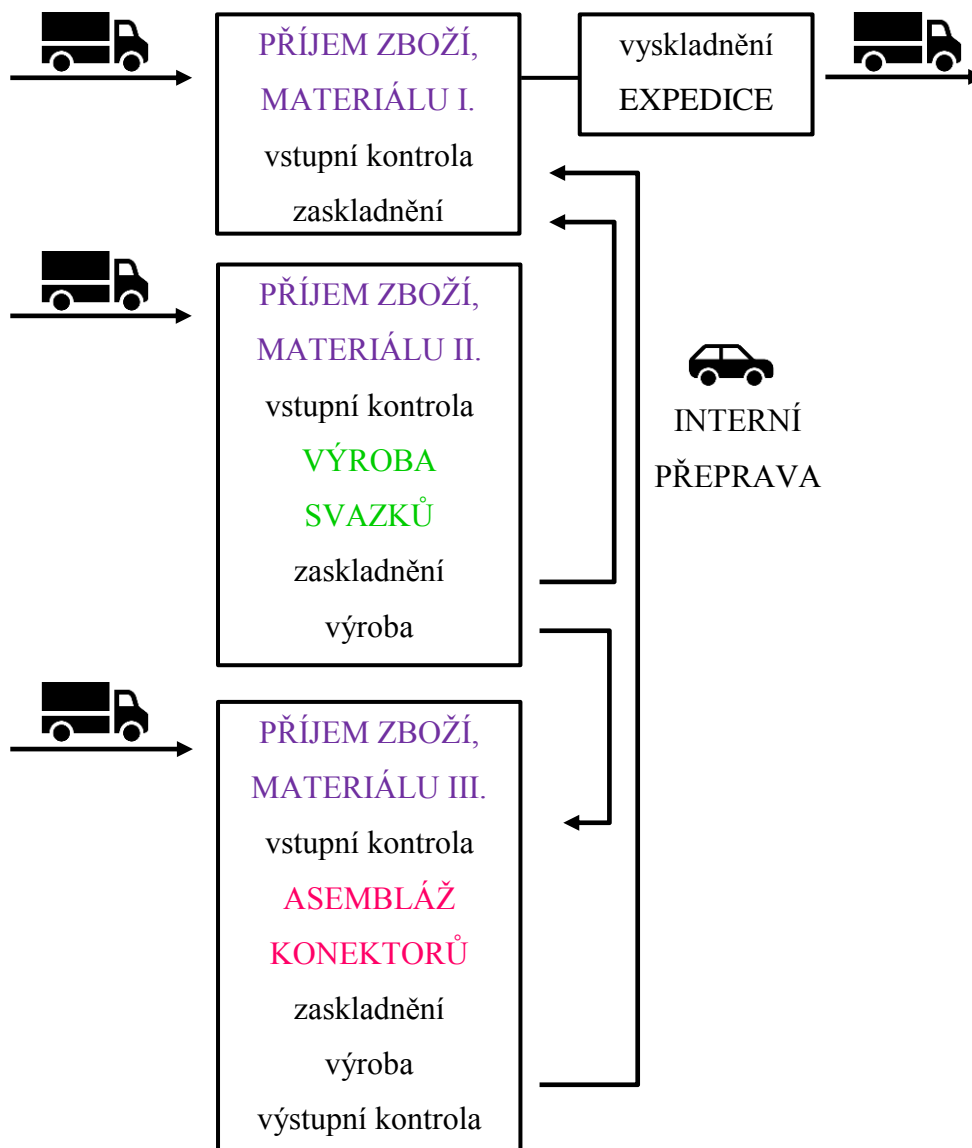 PŘÍJEM ZBOŽÍ,
MATERIÁLU I.
vstupní kontrola
zaskladnění
vyskladnění
EXPEDICE
PŘÍJEM ZBOŽÍ,
MATERIÁLU II.
vstupní kontrola
VÝROBA
SVAZKŮ
zaskladnění
výroba
INTERNÍ
PŘEPRAVA
PŘÍJEM ZBOŽÍ,
MATERIÁLU III.
vstupní kontrola
ASEMBLÁŽ
KONEKTORŮ
zaskladnění
výroba
výstupní kontrola